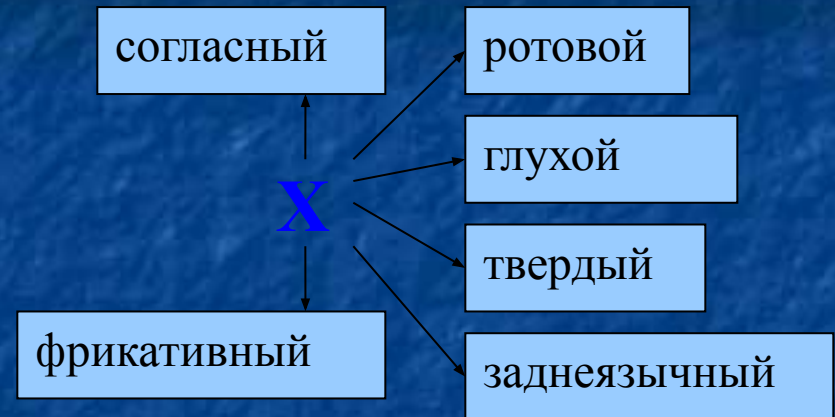 согласный
ротовой
глухой
Х
твердый
фрикативный
заднеязычный